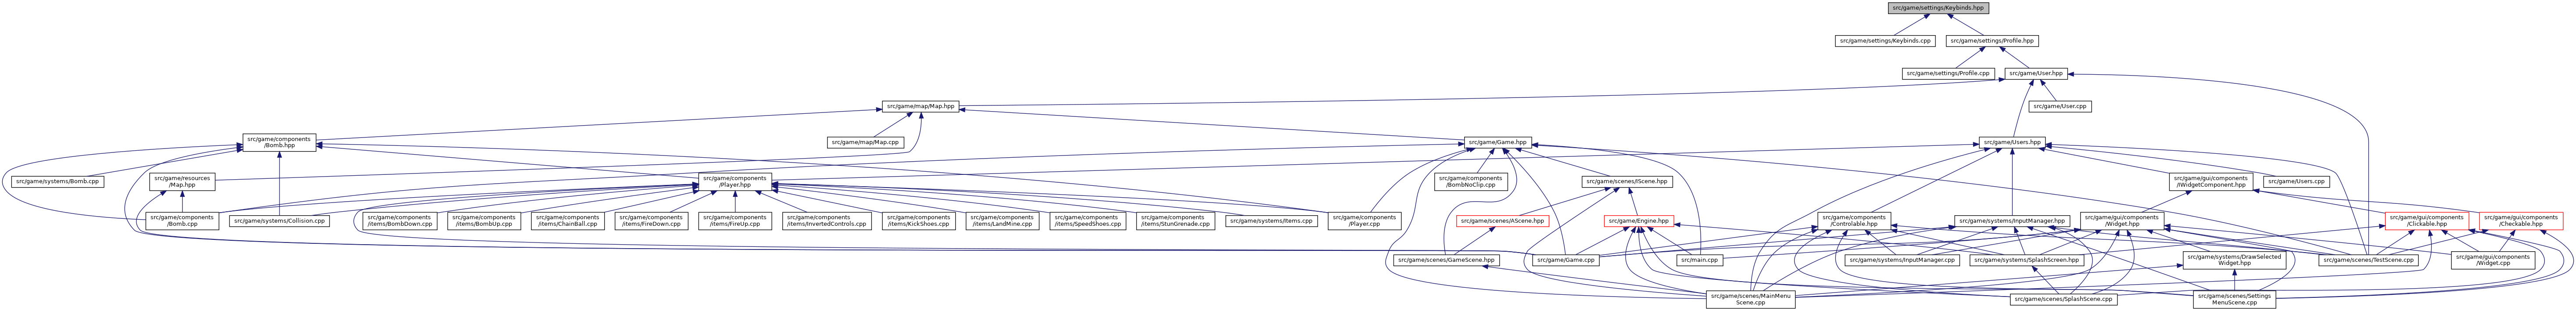 src/game/settings/Keybinds.hpp
src/game/settings/Keybinds.cpp
src/game/settings/Profile.hpp
src/game/settings/Profile.cpp
src/game/User.hpp
src/game/map/Map.hpp
src/game/User.cpp
src/game/components
/Bomb.hpp
src/game/map/Map.cpp
src/game/Game.hpp
src/game/Users.hpp
src/game/systems/Bomb.cpp
src/game/resources
/Map.hpp
src/game/components
/Player.hpp
src/game/components
/BombNoClip.cpp
src/game/scenes/IScene.hpp
src/game/gui/components
/IWidgetComponent.hpp
src/game/Users.cpp
src/game/components
/Bomb.cpp
src/game/systems/Collision.cpp
src/game/components
/items/BombDown.cpp
src/game/components
/items/BombUp.cpp
src/game/components
/items/ChainBall.cpp
src/game/components
/items/FireDown.cpp
src/game/components
/items/FireUp.cpp
src/game/components
/items/InvertedControls.cpp
src/game/components
/items/KickShoes.cpp
src/game/components
/items/LandMine.cpp
src/game/components
/items/SpeedShoes.cpp
src/game/components
/items/StunGrenade.cpp
src/game/systems/Items.cpp
src/game/components
/Player.cpp
src/game/scenes/AScene.hpp
src/game/Engine.hpp
src/game/components
/Controlable.hpp
src/game/systems/InputManager.hpp
src/game/gui/components
/Widget.hpp
src/game/gui/components
/Clickable.hpp
src/game/gui/components
/Checkable.hpp
src/game/scenes/GameScene.hpp
src/game/Game.cpp
src/main.cpp
src/game/systems/InputManager.cpp
src/game/systems/SplashScreen.hpp
src/game/systems/DrawSelected
Widget.hpp
src/game/scenes/TestScene.cpp
src/game/gui/components
/Widget.cpp
src/game/scenes/MainMenu
Scene.cpp
src/game/scenes/SplashScene.cpp
src/game/scenes/Settings
MenuScene.cpp